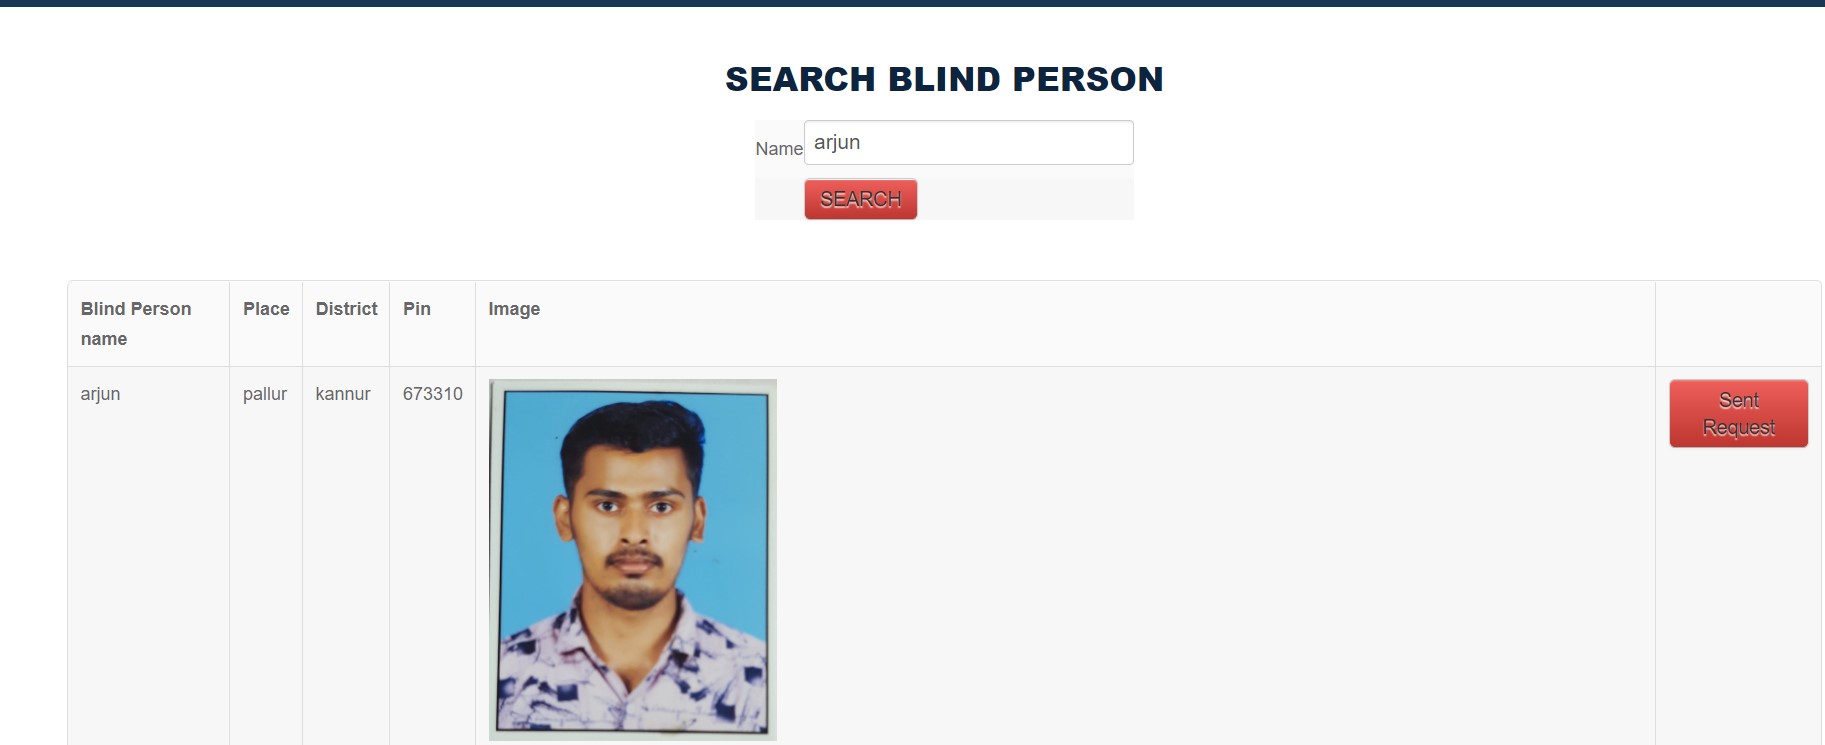 SEARCH BLIND PERSON
Name arjun
SEARCH
Blind Person name Place District Pin Image
arjun pallur kannur 673310 Sent Request